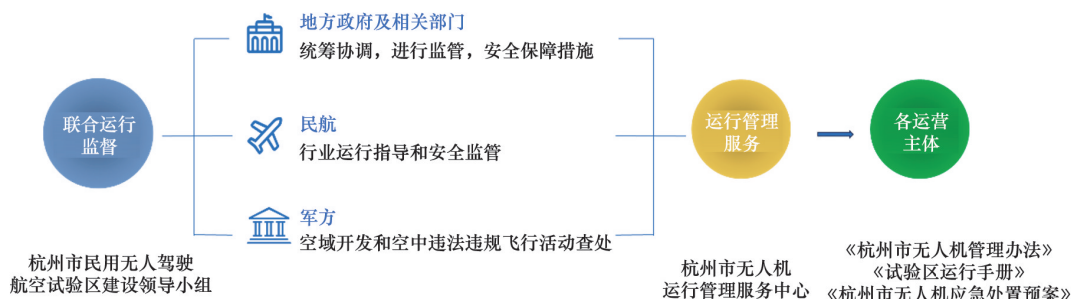 地方政府及相关部门
统筹协调，进行监管，安全保障措施
联合运行
监督
民航
行业运行指导和安全监管
运行管理
服务
各运营
主体
军方
空域开发和空中违法违规飞行活动查处
杭州市民用无人驾驶
航空试验区建设领导小组
杭州市无人机
运行管理服务中心
《杭州市无人机管理办法》
《试验区运行手册》
《杭州市无人机应急处置预案》